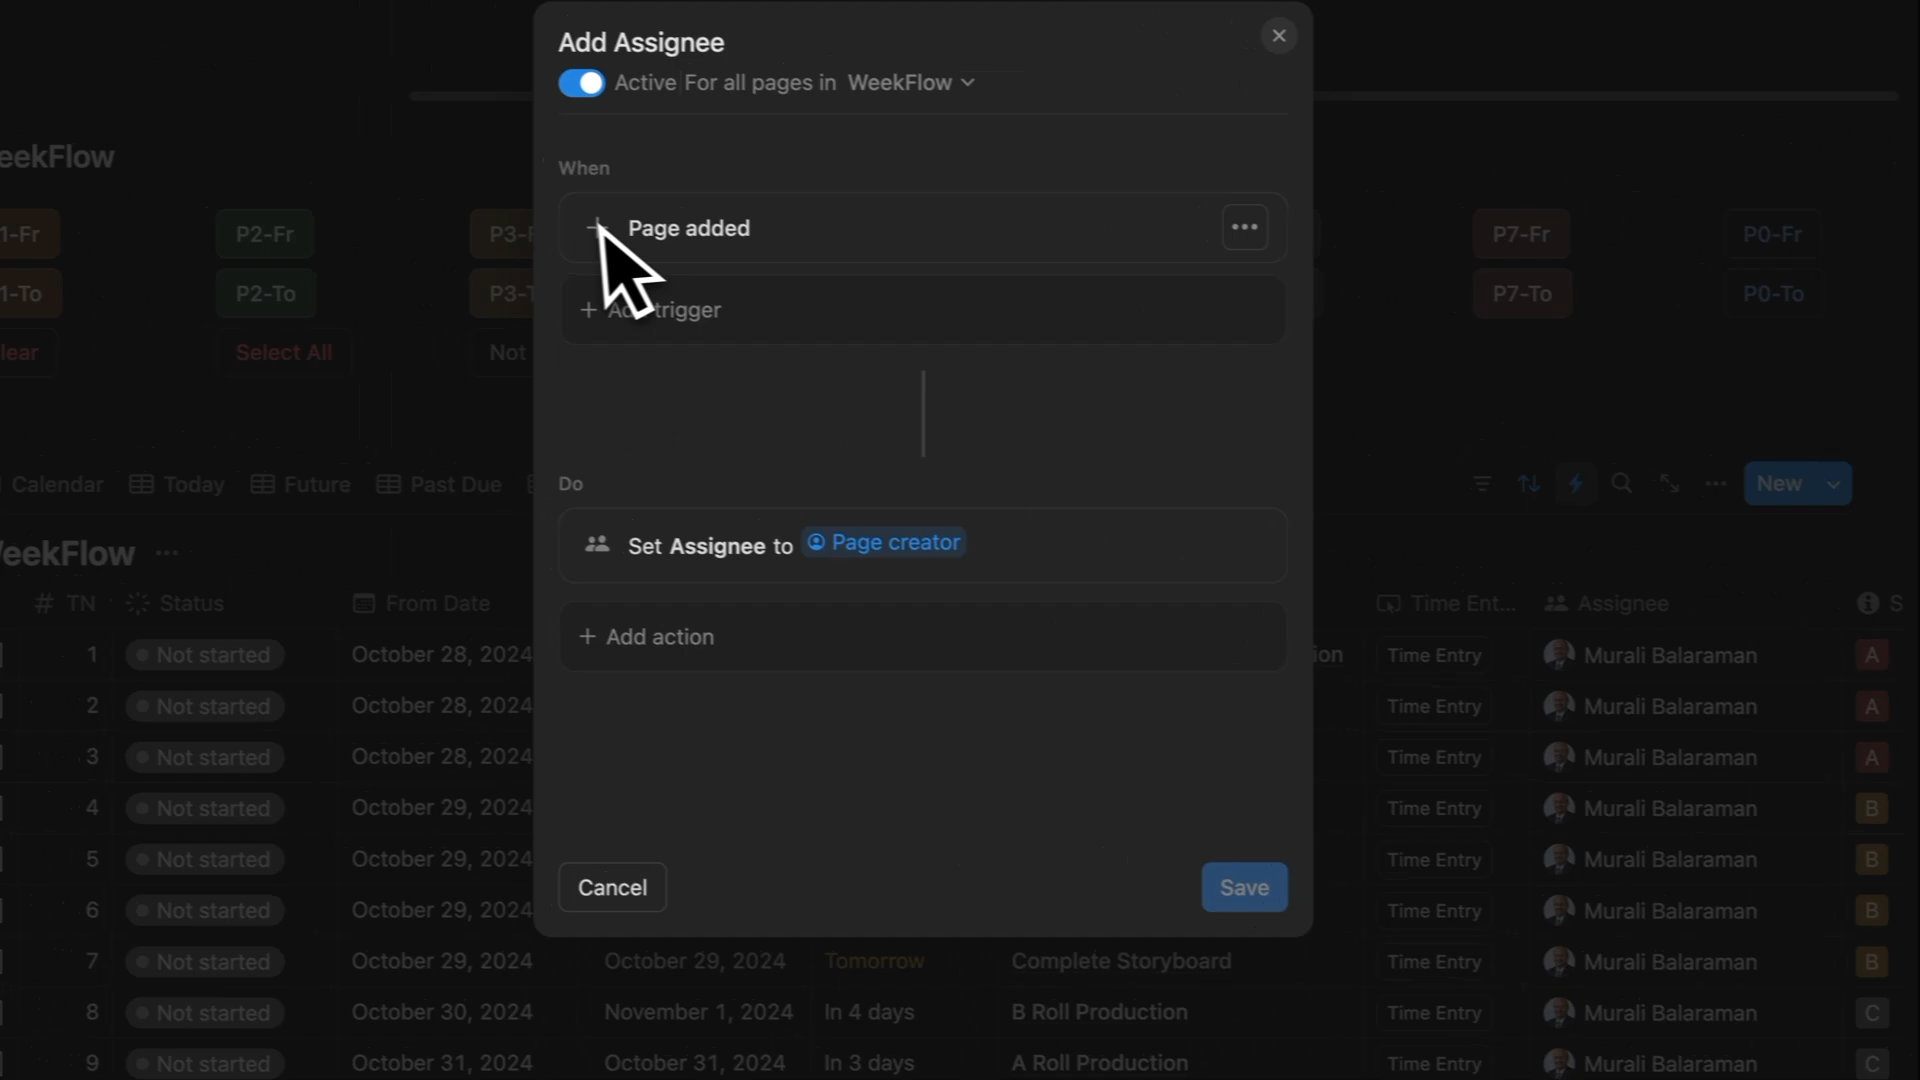 Add Assignee
Active For all pages in WeekFlow
eekFlow
When
1-Fr P2-Fr P3-F Page added ••• P7-Fr P0-Fr
1-To P2-To P3-T + trigger P7-To P0-To
lear Select All Not
Do
Calendar Today Future Past Due New
Set Assignee to Page creator
eekFlow •••
# TN Status From Date Time Ent... Assignee S
+ Add action
1 Not started October 28, 2024 ion Time Entry Murali Balaraman A
2 Not started October 28, 2024 Time Entry Murali Balaraman A
3 Not started October 28, 2024 Time Entry Murali Balaraman A
4 Not started October 29, 2024 Time Entry Murali Balaraman B
5 Not started October 29, 2024 Time Entry Murali Balaraman B
Cancel Save
6 Not started October 29, 2024 Time Entry Murali Balaraman B
7 Not started October 29, 2024 October 29, 2024 Tomorrow Complete Storyboard Time Entry Murali Balaraman B
8 Not started October 30, 2024 November 1, 2024 In 4 days B Roll Production Time Entry Murali Balaraman C
9 Not started October 31, 2024 October 31, 2024 In 3 days A Roll Production Time Entry Murali Balaraman C